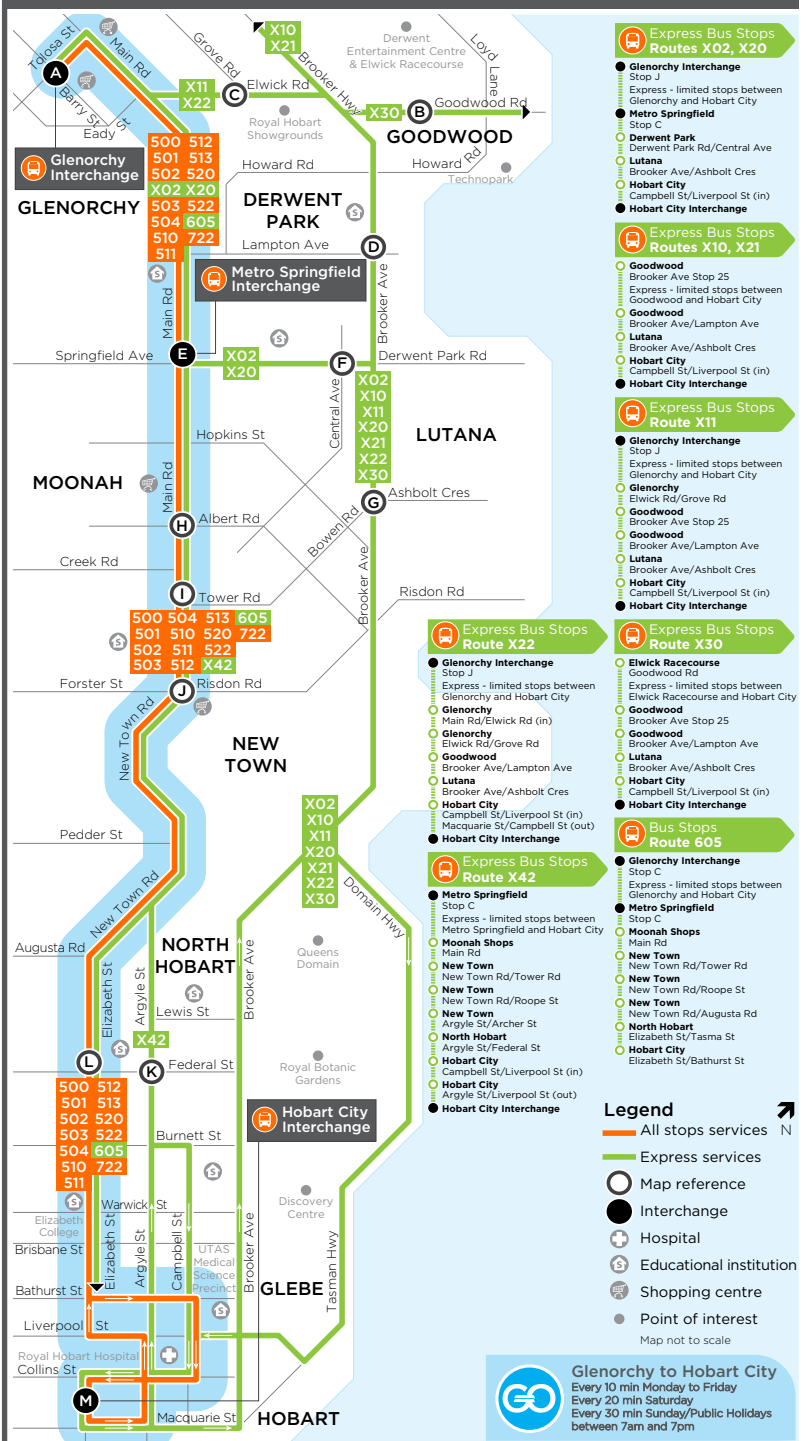 Tolosa St
Main Rd
A
Barry St
Eady St
Glenorchy
Interchange
GLENORCHY
X11
X22
Grove Rd
C
Elwick Rd
X10
X21
Brooker Hwy
Derwent
Entertainment Centre
& Elwick Racecourse
Loyd Lane
Royal Hobart
Showgrounds
X30
B
Goodwood Rd
GOODWOOD
Howard Rd
Howard Rd
Technopark
500 512
501 513
502 520
X02 X20
503 522
504 605
510 722
511
DERWENT
PARK
Lampton Ave
D
Metro Springfield
Interchange
Main Rd
Brooker Ave
Springfield Ave
E
X02
X20
F
Derwent Park Rd
Central Ave
X02
X10
X11
X20
X21
X22
X30
LUTANA
Hopkins St
MOONAH
Main Rd
G
Ashbolt Cres
H
Albert Rd
Bowen Rd
Creek Rd
I
Tower Rd
Brooker Ave
Risdon Rd
500 504 513 605
501 510 520 722
502 511 522
503 512 X42
Forster St
J
Risdon Rd
New Town Rd
NEW
TOWN
Pedder St
X02
X10
X11
X20
X21
X22
X30
Domain Hwy
New Town Rd
Augusta Rd
NORTH
HOBART
Elizabeth St
Argyle St
Brooker Ave
Queens
Domain
Lewis St
X42
L
K
Federal St
Royal Botanic
Gardens
500 512
501 513
502 520
503 522
504 605
510 722
511
Hobart City
Interchange
Burnett St
Discovery
Centre
Elizabeth
College
Warwick St
Brisbane St
Elizabeth St
Argyle St
Campbell St
UTAS
Medical
Science
Precinct
Brooker Ave
Tasman Hwy
Bathurst St
GLEBE
Liverpool St
Royal Hobart Hospital
Collins St
M
Macquarie St
HOBART
Express Bus Stops
Routes X02, X20
Glenorchy Interchange
Stop J
Express - limited stops between
Glenorchy and Hobart City
Metro Springfield
Stop C
Derwent Park
Derwent Park Rd/Central Ave
Lutana
Brooker Ave/Ashbolt Cres
Hobart City
Campbell St/Liverpool St (in)
Hobart City Interchange
Express Bus Stops
Routes X10, X21
Goodwood
Brooker Ave Stop 25
Express - limited stops between
Goodwood and Hobart City
Goodwood
Brooker Ave/Lampton Ave
Lutana
Brooker Ave/Ashbolt Cres
Hobart City
Campbell St/Liverpool St (in)
Hobart City Interchange
Express Bus Stops
Route X11
Glenorchy Interchange
Stop J
Express - limited stops between
Glenorchy and Hobart City
Glenorchy
Elwick Rd/Grove Rd
Goodwood
Brooker Ave Stop 25
Goodwood
Brooker Ave/Lampton Ave
Lutana
Brooker Ave/Ashbolt Cres
Hobart City
Campbell St/Liverpool St (in)
Hobart City Interchange
Express Bus Stops
Route X22
Glenorchy Interchange
Stop J
Express - limited stops between
Glenorchy and Hobart City
Glenorchy
Main Rd/Elwick Rd (in)
Glenorchy
Elwick Rd/Grove Rd
Goodwood
Brooker Ave/Lampton Ave
Lutana
Brooker Ave/Ashbolt Cres
Hobart City
Campbell St/Liverpool St (in)
Macquarie St/Campbell St (out)
Hobart City Interchange
Express Bus Stops
Route X30
Elwick Racecourse
Goodwood Rd
Express - limited stops between
Elwick Racecourse and Hobart City
Goodwood
Brooker Ave Stop 25
Goodwood
Brooker Ave/Lampton Ave
Lutana
Brooker Ave/Ashbolt Cres
Hobart City
Campbell St/Liverpool St (in)
Hobart City Interchange
Express Bus Stops
Route X42
Metro Springfield
Stop C
Express - limited stops between
Metro Springfield and Hobart City
Moonah Shops
Main Rd
New Town
New Town Rd/Tower Rd
New Town
New Town Rd/Roope St
New Town
Argyle St/Archer St
North Hobart
Argyle St/Federal St
Hobart City
Campbell St/Liverpool St (in)
Hobart City
Argyle St/Liverpool St (out)
Hobart City Interchange
Bus Stops
Route 605
Glenorchy Interchange
Stop C
Express - limited stops between
Glenorchy and Hobart City
Metro Springfield
Stop C
Moonah Shops
Main Rd
New Town
New Town Rd/Tower Rd
New Town
New Town Rd/Roope St
New Town
New Town Rd/Augusta Rd
North Hobart
Elizabeth St/Tasma St
Hobart City
Elizabeth St/Bathurst St
Legend
All stops services N
Express services
Map reference
Interchange
Hospital
Educational institution
Shopping centre
Point of interest
Map not to scale
GO
Glenorchy to Hobart City
Every 10 min Monday to Friday
Every 20 min Saturday
Every 30 min Sunday/Public Holidays
between 7am and 7pm